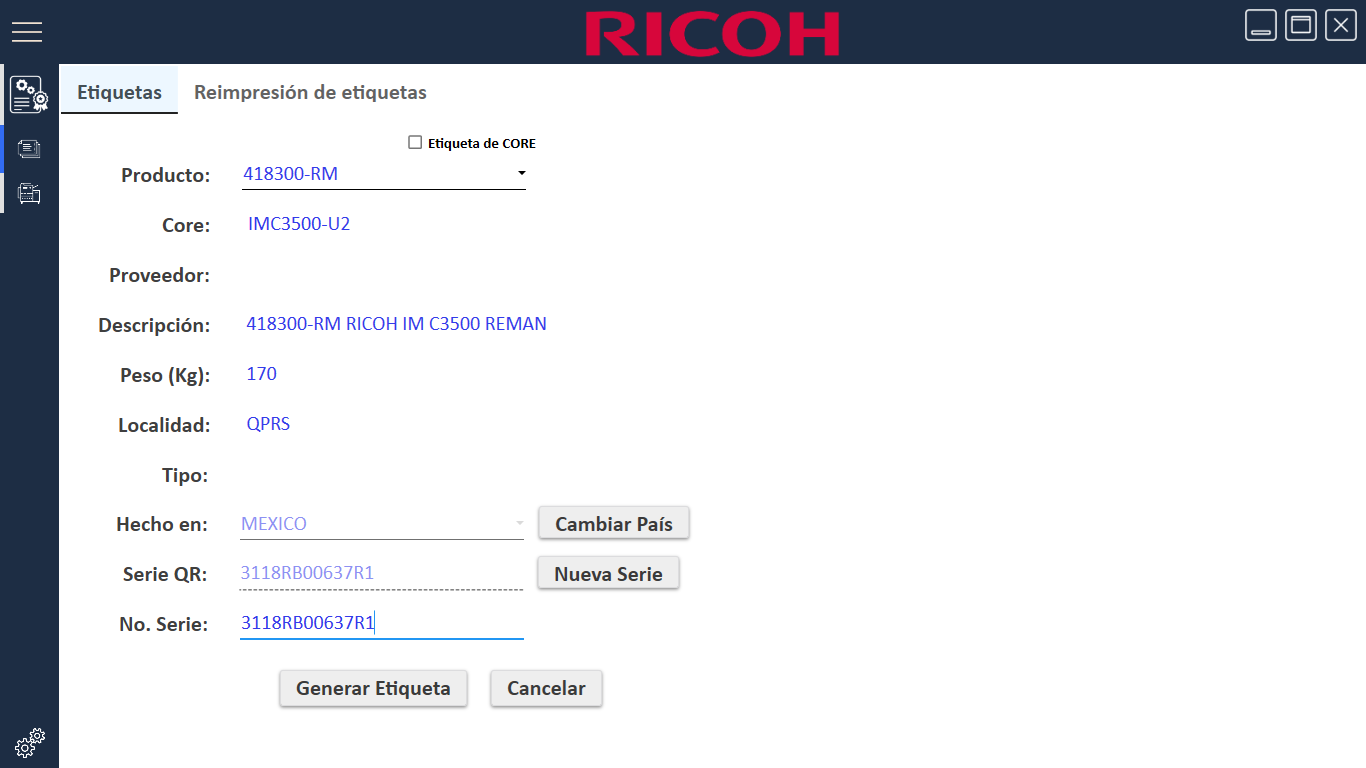 RICOH
Etiquetas Reimpresión de etiquetas
Etiqueta de CORE
Producto: 418300-RM
Core: IMC3500-U2
Proveedor:
Descripción: 418300-RM RICOH IM C3500 REMAN
Peso (Kg): 170
Localidad: QPRS
Tipo:
Hecho en: MEXICO Cambiar País
Serie QR: 3118RB00637R1 Nueva Serie
No. Serie: 3118RB00637R1
Generar Etiqueta Cancelar